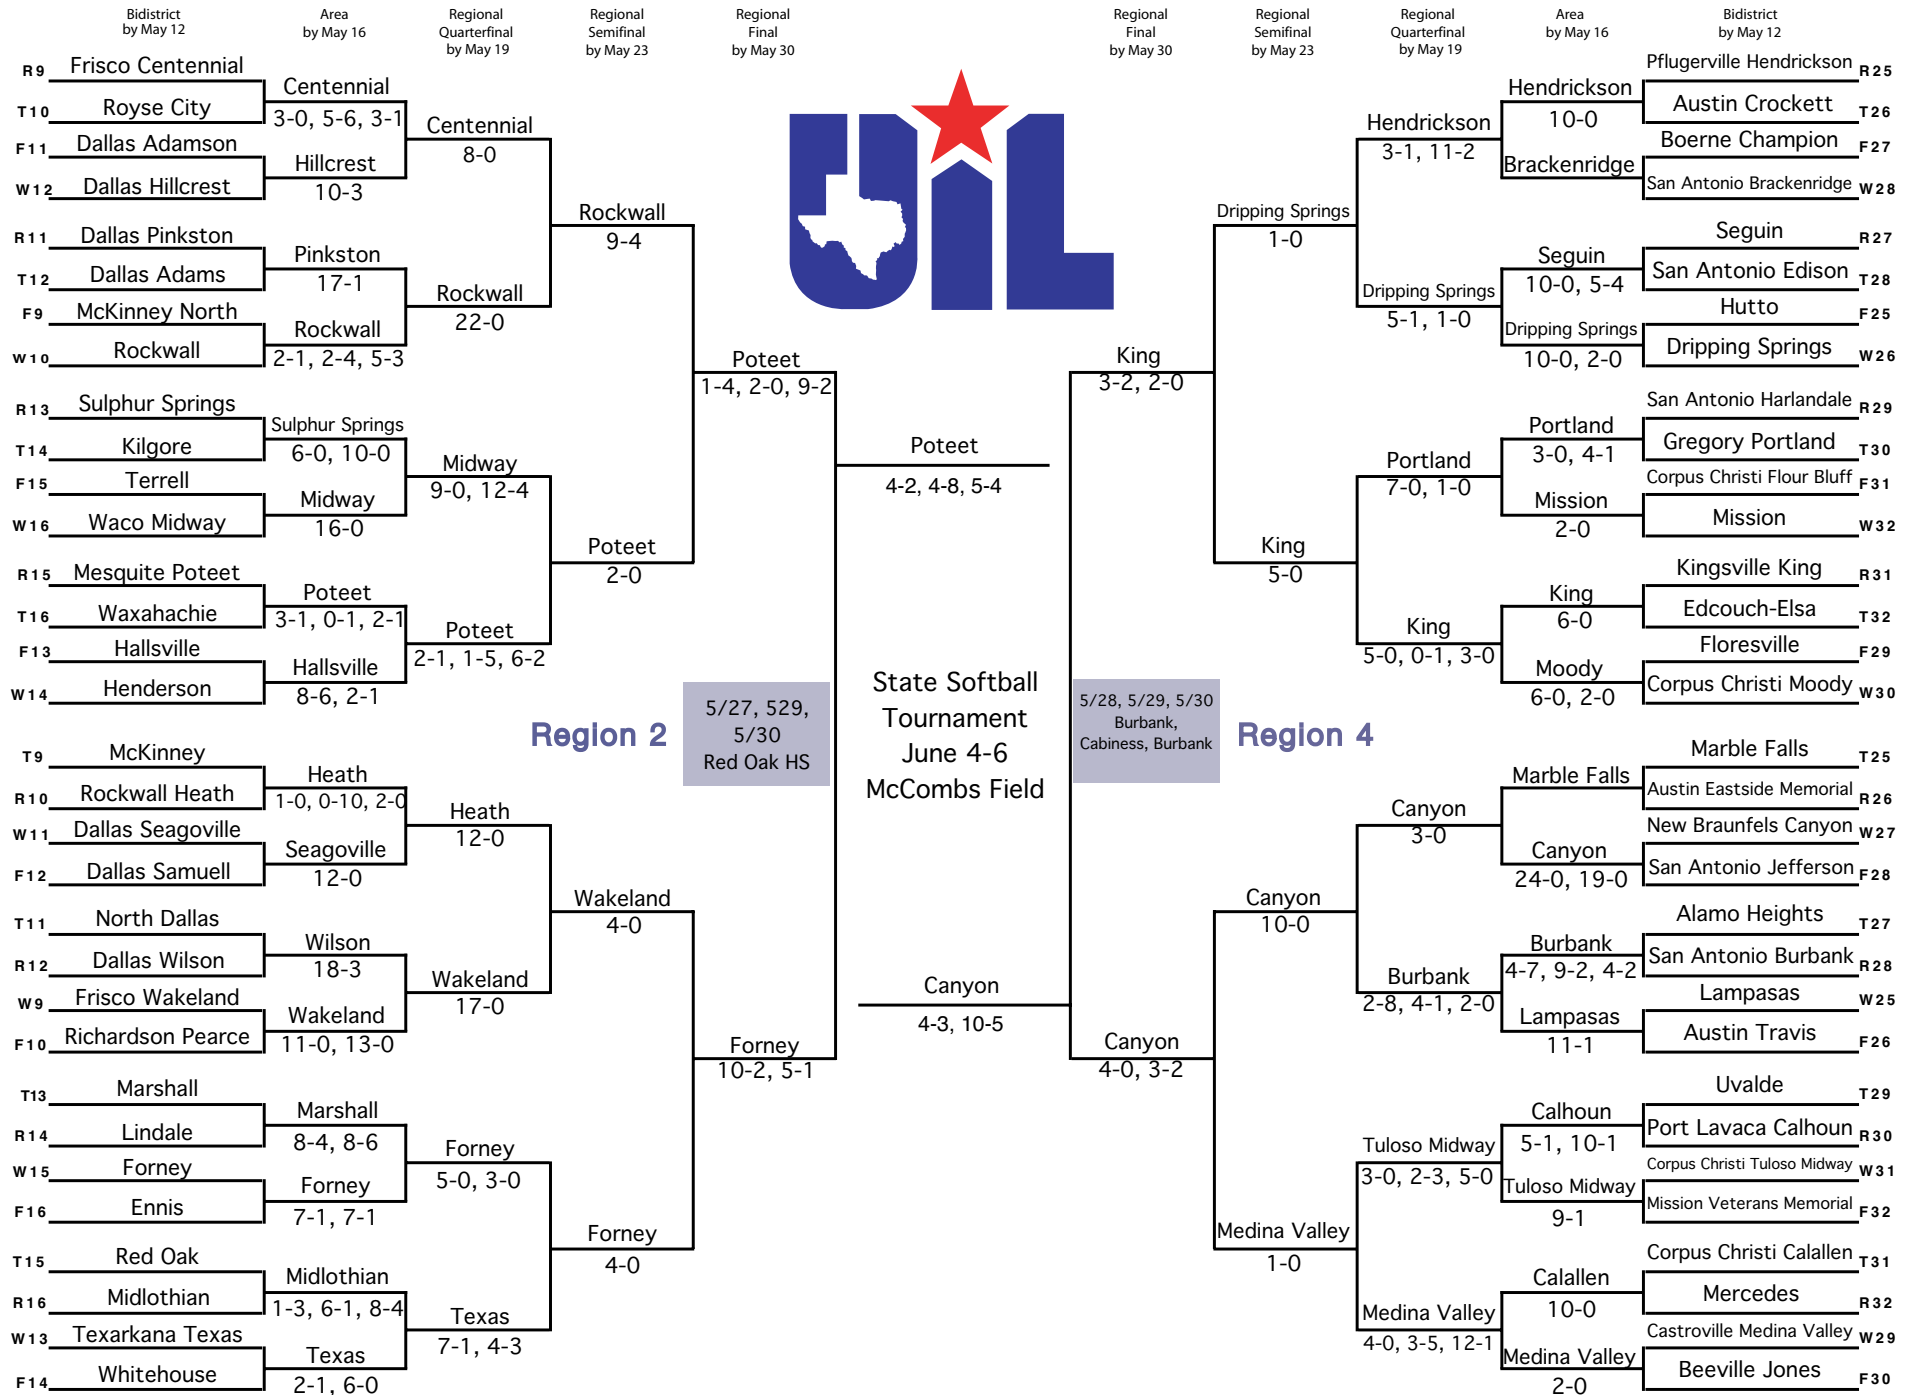 Bidistrict
by May 12
Area
by May 16
Regional
Quarterfinal
by May 19
Regional
Semifinal
by May 23
Regional
Final
by May 30
Regional
Final
by May 30
Regional
Semifinal
by May 23
Regional
Quarterfinal
by May 19
Area
by May 16
Bidistrict
by May 12
UIL
R9 Frisco Centennial
T10 Royse City
F11 Dallas Adamson
W12 Dallas Hillcrest
R11 Dallas Pinkston
T12 Dallas Adams
F9 McKinney North
W10 Rockwall
R13 Sulphur Springs
T14 Kilgore
F15 Terrell
W16 Waco Midway
R15 Mesquite Poteet
T16 Waxahachie
F13 Hallsville
W14 Henderson
T9 McKinney
R10 Rockwall Heath
W11 Dallas Seagoville
F12 Dallas Samuell
T11 North Dallas
R12 Dallas Wilson
W9 Frisco Wakeland
F10 Richardson Pearce
T13 Marshall
R14 Lindale
W15 Forney
F16 Ennis
T15 Red Oak
R16 Midlothian
W13 Texarkana Texas
F14 Whitehouse
Centennial
3-0, 5-6, 3-1
Hillcrest
10-3
Pinkston
17-1
Rockwall
2-1, 2-4, 5-3
Sulphur Springs
6-0, 10-0
Midway
16-0
Poteet
3-1, 0-1, 2-1
Hallsville
8-6, 2-1
Heath
1-0, 0-10, 2-0
Seagoville
12-0
Wilson
18-3
Wakeland
11-0, 13-0
Marshall
8-4, 8-6
Forney
7-1, 7-1
Midlothian
1-3, 6-1, 8-4
Texas
2-1, 6-0
Centennial
8-0
Rockwall
22-0
Midway
9-0, 12-4
Poteet
2-1, 1-5, 6-2
Heath
12-0
Wakeland
17-0
Forney
5-0, 3-0
Texas
7-1, 4-3
Rockwall
9-4
Poteet
2-0
Wakeland
4-0
Forney
4-0
Poteet
1-4, 2-0, 9-2
Forney
10-2, 5-1
Region 2
5/27, 529,
5/30
Red Oak HS
Poteet
4-2, 4-8, 5-4
State Softball
Tournament
June 4-6
McCombs Field
Canyon
4-3, 10-5
5/28, 5/29, 5/30
Burbank,
Cabiness, Burbank
Region 4
King
3-2, 2-0
Canyon
4-0, 3-2
Dripping Springs
1-0
King
5-0
Canyon
10-0
Medina Valley
1-0
Hendrickson
3-1, 11-2
Dripping Springs
5-1, 1-0
Portland
7-0, 1-0
King
5-0, 0-1, 3-0
Canyon
3-0
Burbank
2-8, 4-1, 2-0
Tuloso Midway
3-0, 2-3, 5-0
Medina Valley
4-0, 3-5, 12-1
Hendrickson
10-0
Brackenridge
Seguin
10-0, 5-4
Dripping Springs
10-0, 2-0
Portland
3-0, 4-1
Mission
2-0
King
6-0
Moody
6-0, 2-0
Marble Falls
Canyon
24-0, 19-0
Burbank
4-7, 9-2, 4-2
Lampasas
11-1
Calhoun
5-1, 10-1
Tuloso Midway
9-1
Calallen
10-0
Medina Valley
2-0
Pflugerville Hendrickson R25
Austin Crockett T26
Boerne Champion F27
San Antonio Brackenridge W28
Seguin R27
San Antonio Edison T28
Hutto F25
Dripping Springs W26
San Antonio Harlandale R29
Gregory Portland T30
Corpus Christi Flour Bluff F31
Mission W32
Kingsville King R31
Edcouch-Elsa T32
Floresville F29
Corpus Christi Moody W30
Marble Falls T25
Austin Eastside Memorial R26
New Braunfels Canyon W27
San Antonio Jefferson F28
Alamo Heights T27
San Antonio Burbank R28
Lampasas W25
Austin Travis F26
Uvalde T29
Port Lavaca Calhoun R30
Corpus Christi Tuloso Midway W31
Mission Veterans Memorial F32
Corpus Christi Calallen T31
Mercedes R32
Castroville Medina Valley W29
Beeville Jones F30